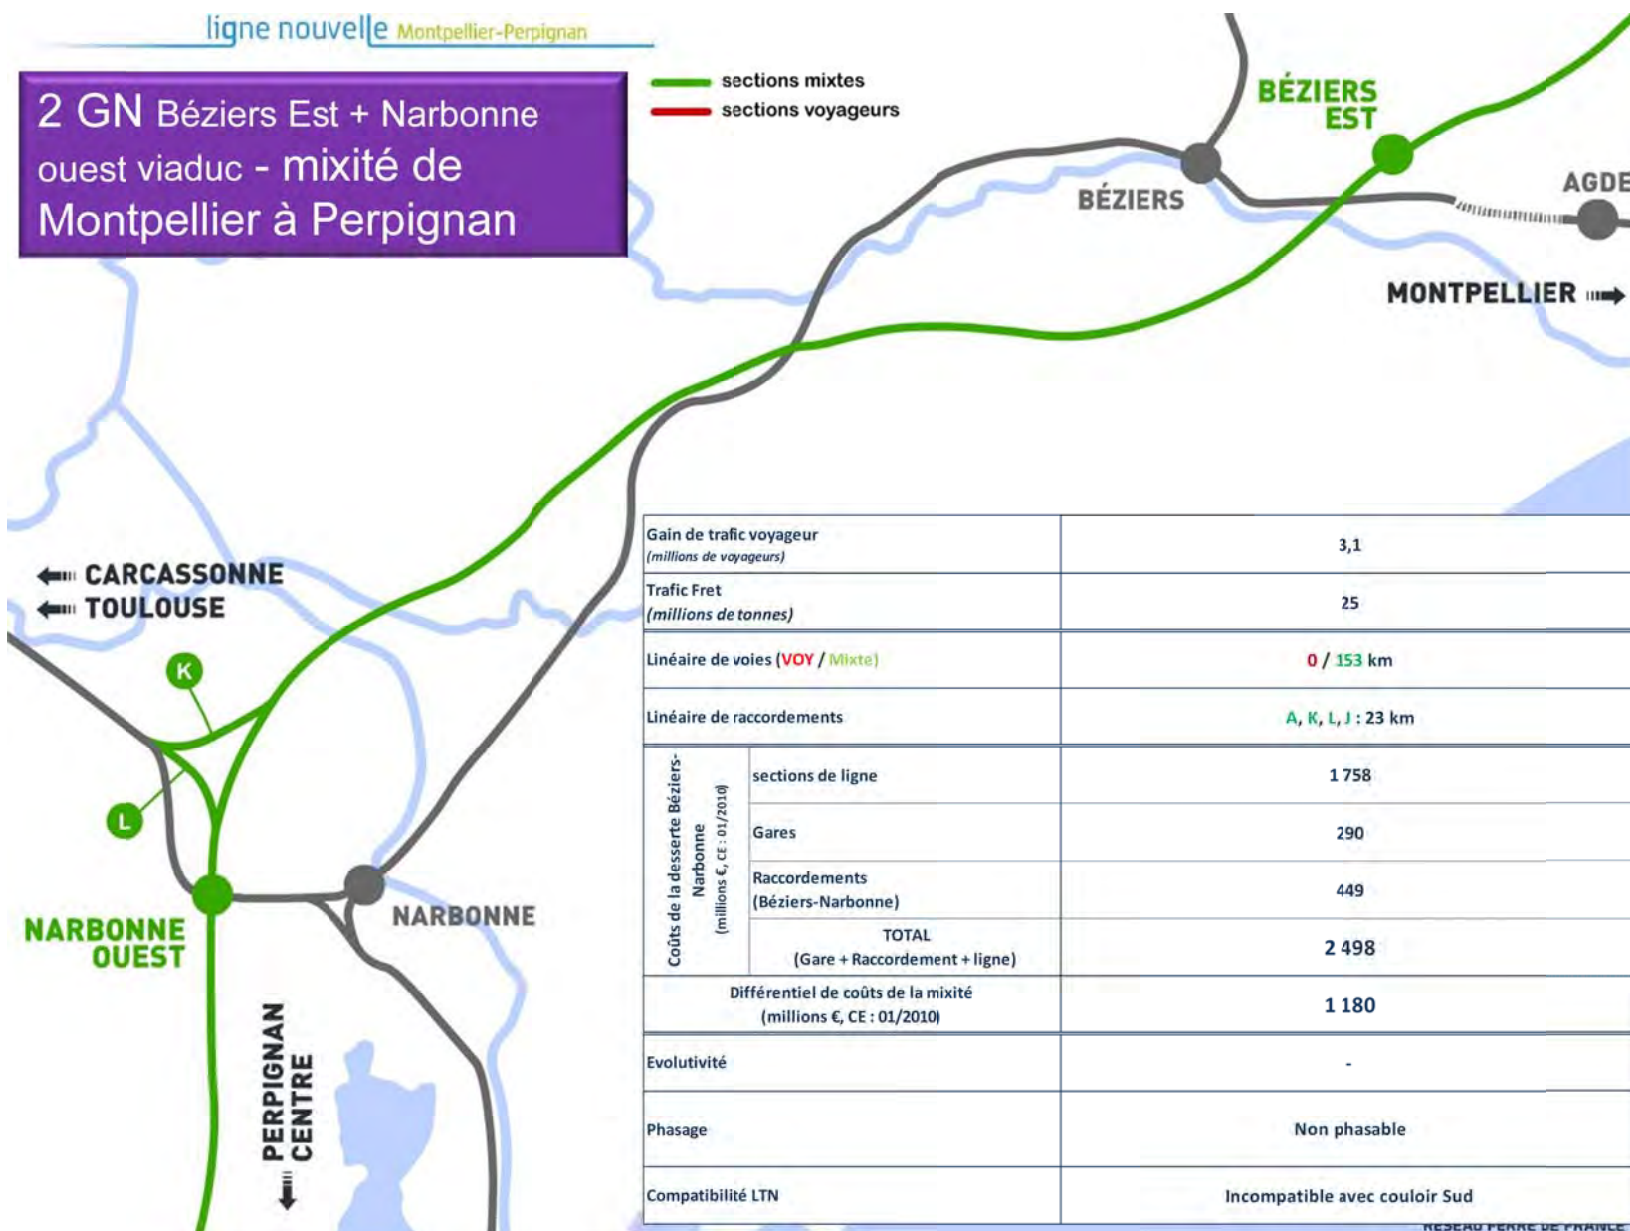 ligne nouvelle Montpellier-Perpignan
2 GN Béziers Est + Narbonne
ouest viaduc - mixité de
Montpellier à Perpignan
sections mixtes
sections voyageurs
BÉZIERS
EST
AGDE
BÉZIERS
MONTPELLIER
CARCASSONNE
TOULOUSE
K
L
NARBONNE
OUEST
NARBONNE
PERPIGNAN
CENTRE
Gain de trafic voyageur
(millions de voyageurs)
3,1
Trafic Fret
(millions de tonnes)
25
Linéaire de voies (VOY / Mixte)
0 / 153 km
Linéaire de raccordements
A, K, L, J : 23 km
Coûts de la desserte Béziers-
Narbonne
(millions €, CE : 01/2010)
sections de ligne
1 758
Gares
290
Raccordements
(Béziers-Narbonne)
449
TOTAL
(Gare + Raccordement + ligne)
2 498
Différentiel de coûts de la mixité
(millions €, CE : 01/2010)
1 180
Evolutivité
-
Phasage
Non phasable
Compatibilité LTN
Incompatible avec couloir Sud
RÉSEAU FERRÉ DE FRANCE